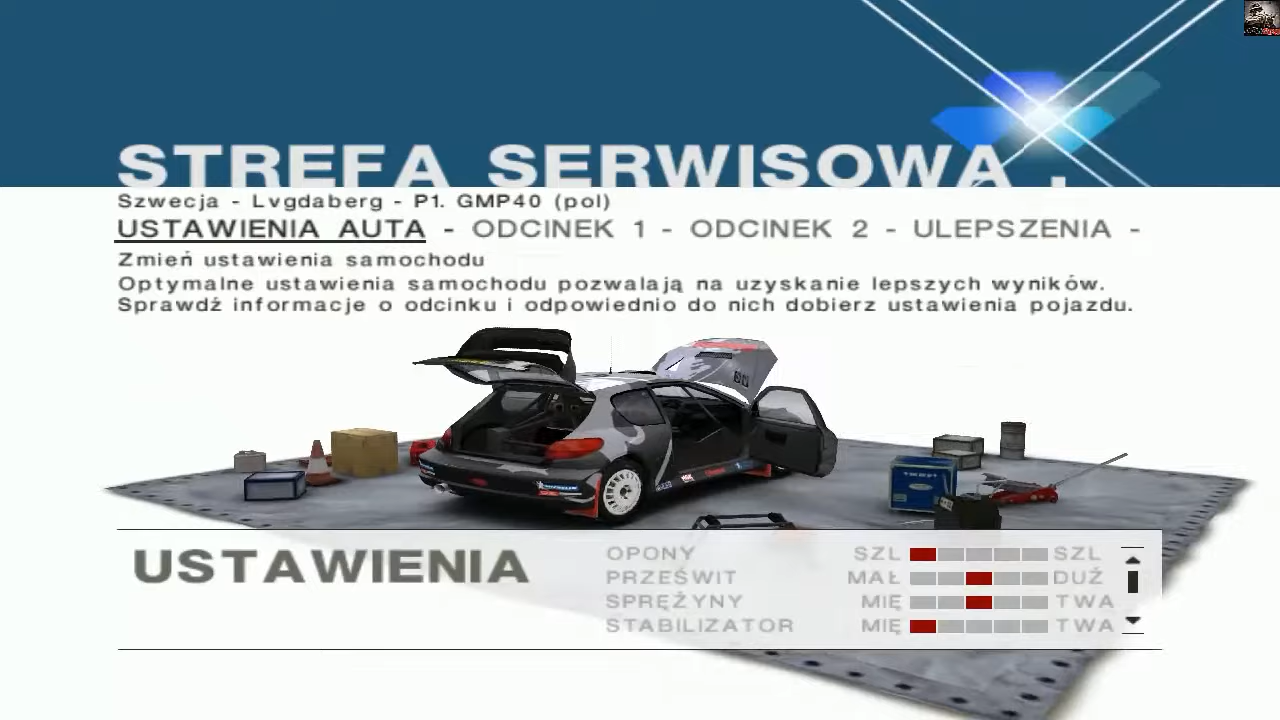 STREFA SERWISOWA .
Szwecja - Lvgdaberg - P1. GMP40 (pol)
USTAWIENIA AUTA - ODCINEK 1 - ODCINEK 2 - ULEPSZENIA -
Zmień ustawienia samochodu
Optymalne ustawienia samochodu pozwalają na uzyskanie lepszych wyników.
Sprawdź informacje o odcinku i odpowiednio do nich dobierz ustawienia pojazdu.
USTAWIENIA
OPONY SZL SZL
PRZEŚWIT MAŁ DUŻ
SPRĘŻYNY MIĘ TWA
STABILIZATOR MIĘ TWA